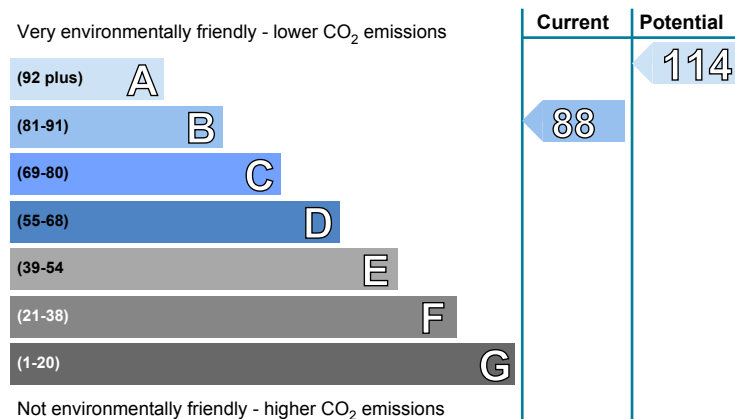 Current Potential
Very environmentally friendly - lower CO2 emissions
(92 plus) A 114
(81-91) B 88
(69-80) C
(55-68) D
(39-54 E
(21-38) F
(1-20) G
Not environmentally friendly - higher CO2 emissions